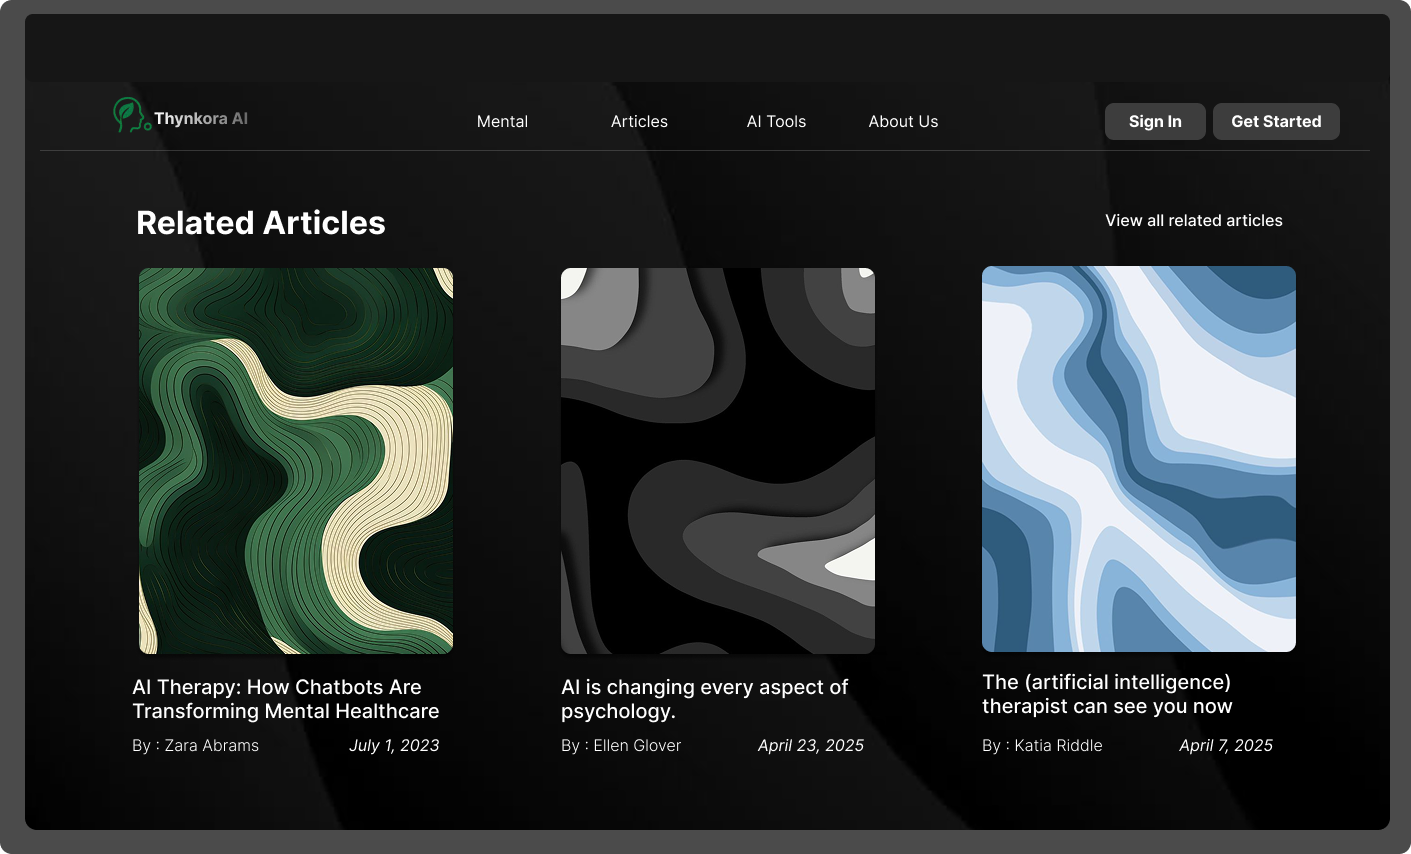 Thynkora AI
Mental
Articles
AI Tools
About Us
Sign In
Get Started
Related Articles
View all related articles
AI Therapy: How Chatbots Are
Transforming Mental Healthcare
By : Zara Abrams
July 1, 2023
AI is changing every aspect of
psychology.
By : Ellen Glover
April 23, 2025
The (artificial intelligence)
therapist can see you now
By : Katia Riddle
April 7, 2025